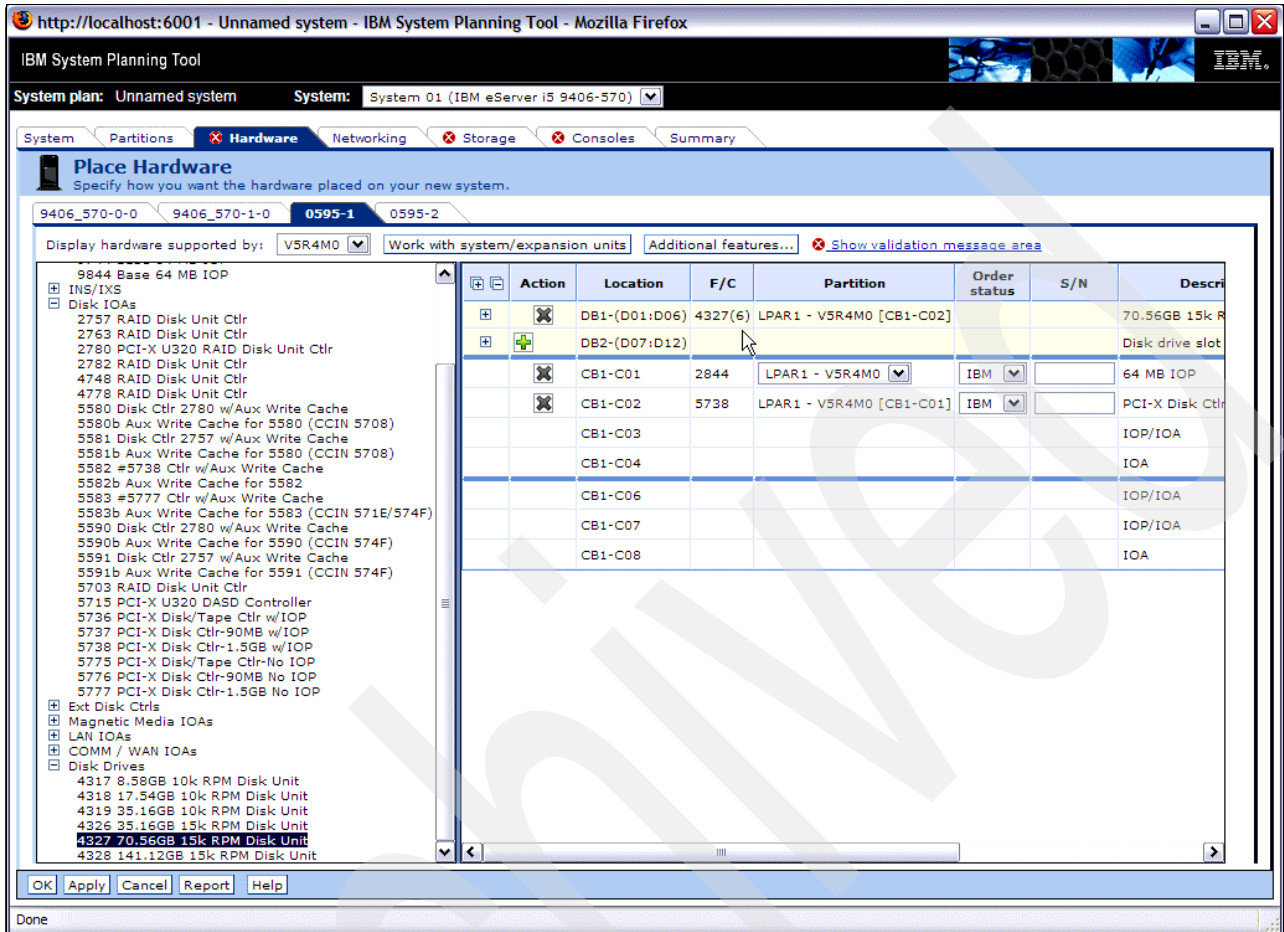 http://localhost:6001 - Unnamed system - IBM System Planning Tool - Mozilla Firefox
IBM System Planning Tool
IBM.
System plan: Unnamed system System: System 01 (IBM eServer i5 9406-570)
System Partitions Hardware Networking Storage Consoles Summary
Place Hardware
Specify how you want the hardware placed on your new system.
9406_570-0-0 9406_570-1-0 0595-1 0595-2
Display hardware supported by: V5R4M0 Work with system/expansion units Additional features... Show validation message area
9844 Base 64 MB IOP
INS/IXS
Disk IOAs
2757 RAID Disk Unit Ctlr
2763 RAID Disk Unit Ctlr
2780 PCI-X U320 RAID Disk Unit Ctlr
2782 RAID Disk Unit Ctlr
4748 RAID Disk Unit Ctlr
4778 RAID Disk Unit Ctlr
5580 Disk Ctlr 2780 w/Aux Write Cache
5580b Aux Write Cache for 5580 (CCIN 5708)
5581 Disk Ctlr 2757 w/Aux Write Cache
5581b Aux Write Cache for 5580 (CCIN 5708)
5582 #5738 Ctlr w/Aux Write Cache
5582b Aux Write Cache for 5582
5583 #5777 Ctlr w/Aux Write Cache
5583b Aux Write Cache for 5583 (CCIN 571E/574F)
5590 Disk Ctlr 2780 w/Aux Write Cache
5590b Aux Write Cache for 5590 (CCIN 574F)
5591 Disk Ctlr 2757 w/Aux Write Cache
5591b Aux Write Cache for 5591 (CCIN 574F)
5703 RAID Disk Unit Ctlr
5715 PCI-X U320 DASD Controller
5736 PCI-X Disk/Tape Ctlr w/IOP
5737 PCI-X Disk Ctlr-90MB w/IOP
5738 PCI-X Disk Ctlr-1.5GB w/IOP
5775 PCI-X Disk/Tape Ctlr-No IOP
5776 PCI-X Disk Ctlr-90MB No IOP
5777 PCI-X Disk Ctlr-1.5GB No IOP
Ext Disk Ctrls
Magnetic Media IOAs
LAN IOAs
COMM / WAN IOAs
Disk Drives
4317 8.58GB 10k RPM Disk Unit
4318 17.54GB 10k RPM Disk Unit
4319 35.16GB 10k RPM Disk Unit
4326 35.16GB 15k RPM Disk Unit
4327 70.56GB 15k RPM Disk Unit
4328 141.12GB 15k RPM Disk Unit
Action Location F/C Partition Order status S/N Descri
DB1-(D01:D06) 4327(6) LPAR1 - V5R4M0 [CB1-C02] 70.56GB 15k R
DB2-(D07:D12) Disk drive slot
CB1-C01 2844 LPAR1 - V5R4M0 IBM 64 MB IOP
CB1-C02 5738 LPAR1 - V5R4M0 [CB1-C01] IBM PCI-X Disk Ctlr
CB1-C03 IOP/IOA
CB1-C04 IOA
CB1-C06 IOP/IOA
CB1-C07 IOP/IOA
CB1-C08 IOA
OK Apply Cancel Report Help
Done